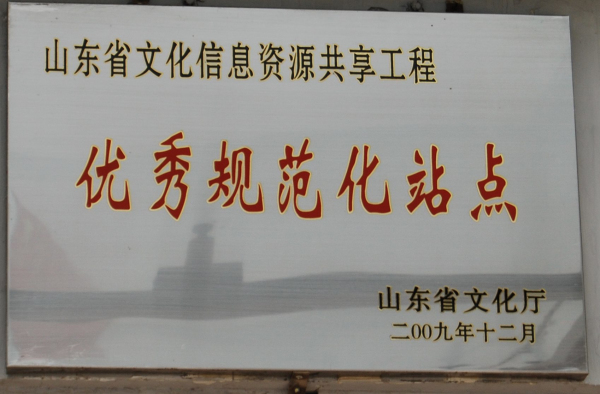 山东省文化信息资源共享工程
优秀规范化站点
山东省文化厅
二00九年十二月